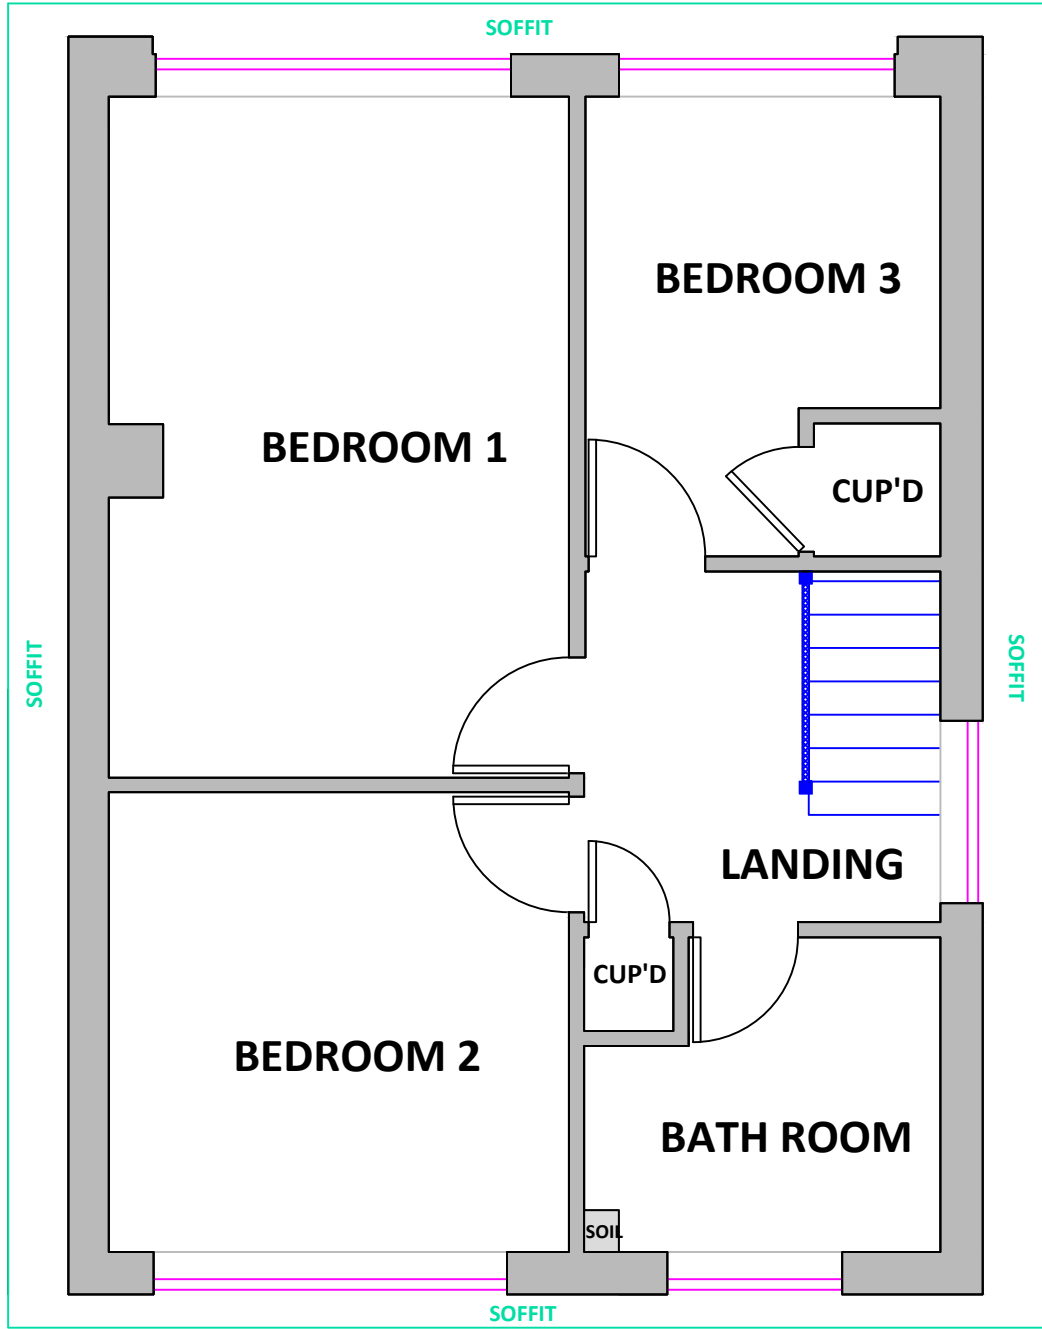 SOFFIT
BEDROOM 3
BEDROOM 1
CUP'D
SOFFIT
SOFFIT
LANDING
CUP'D
BEDROOM 2
BATH ROOM
SOIL
SOFFIT